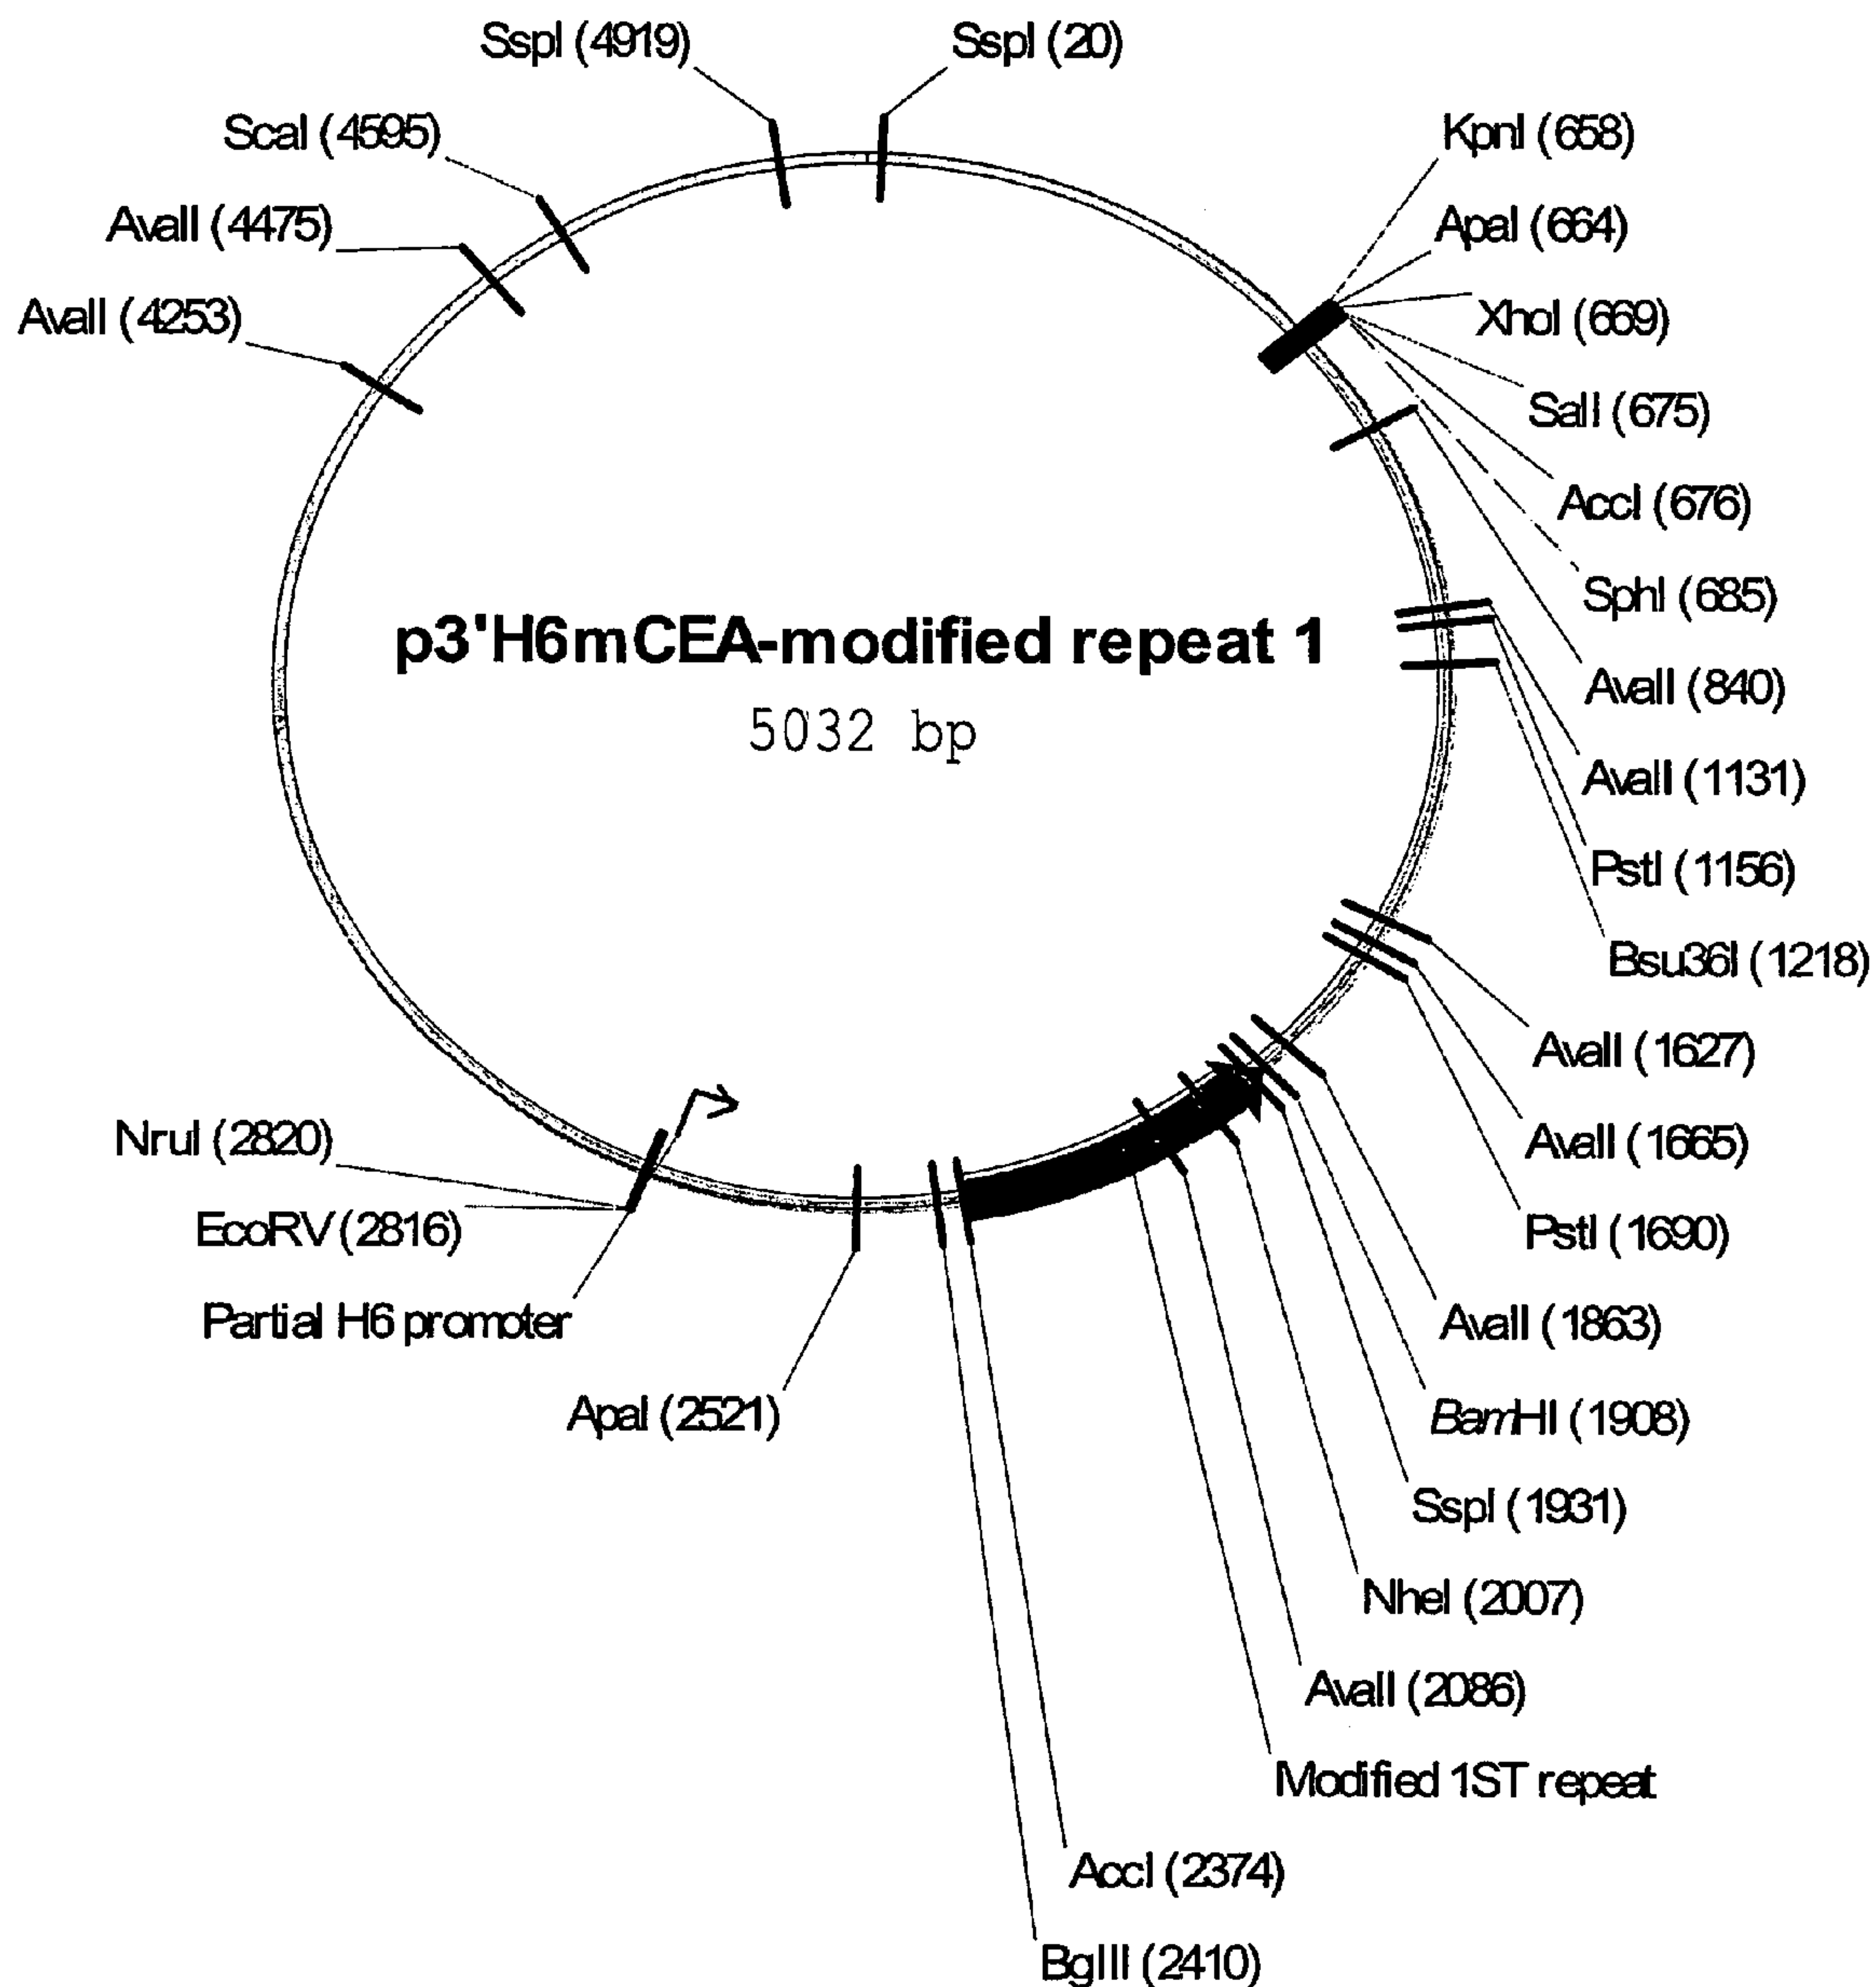 SspI (4919)
SspI (20)
ScaI (4595)
KpnI (658)
AvaII (4475)
ApaI (664)
AvaII (4253)
XhoI (669)
SalI (675)
AccI (676)
SphI (685)
p3'H6mCEA-modified repeat 1
5032 bp
AvaII (840)
AvaII (1131)
PstI (1156)
Bsu36I (1218)
AvaII (1627)
NruI (2820)
AvaII (1665)
EcoRV (2816)
PstI (1690)
Partial H6 promoter
AvaII (1863)
ApaI (2521)
BamHI (1908)
SspI (1931)
NheI (2007)
AvaII (2086)
Modified 1ST repeat
AccI (2374)
BglII (2410)